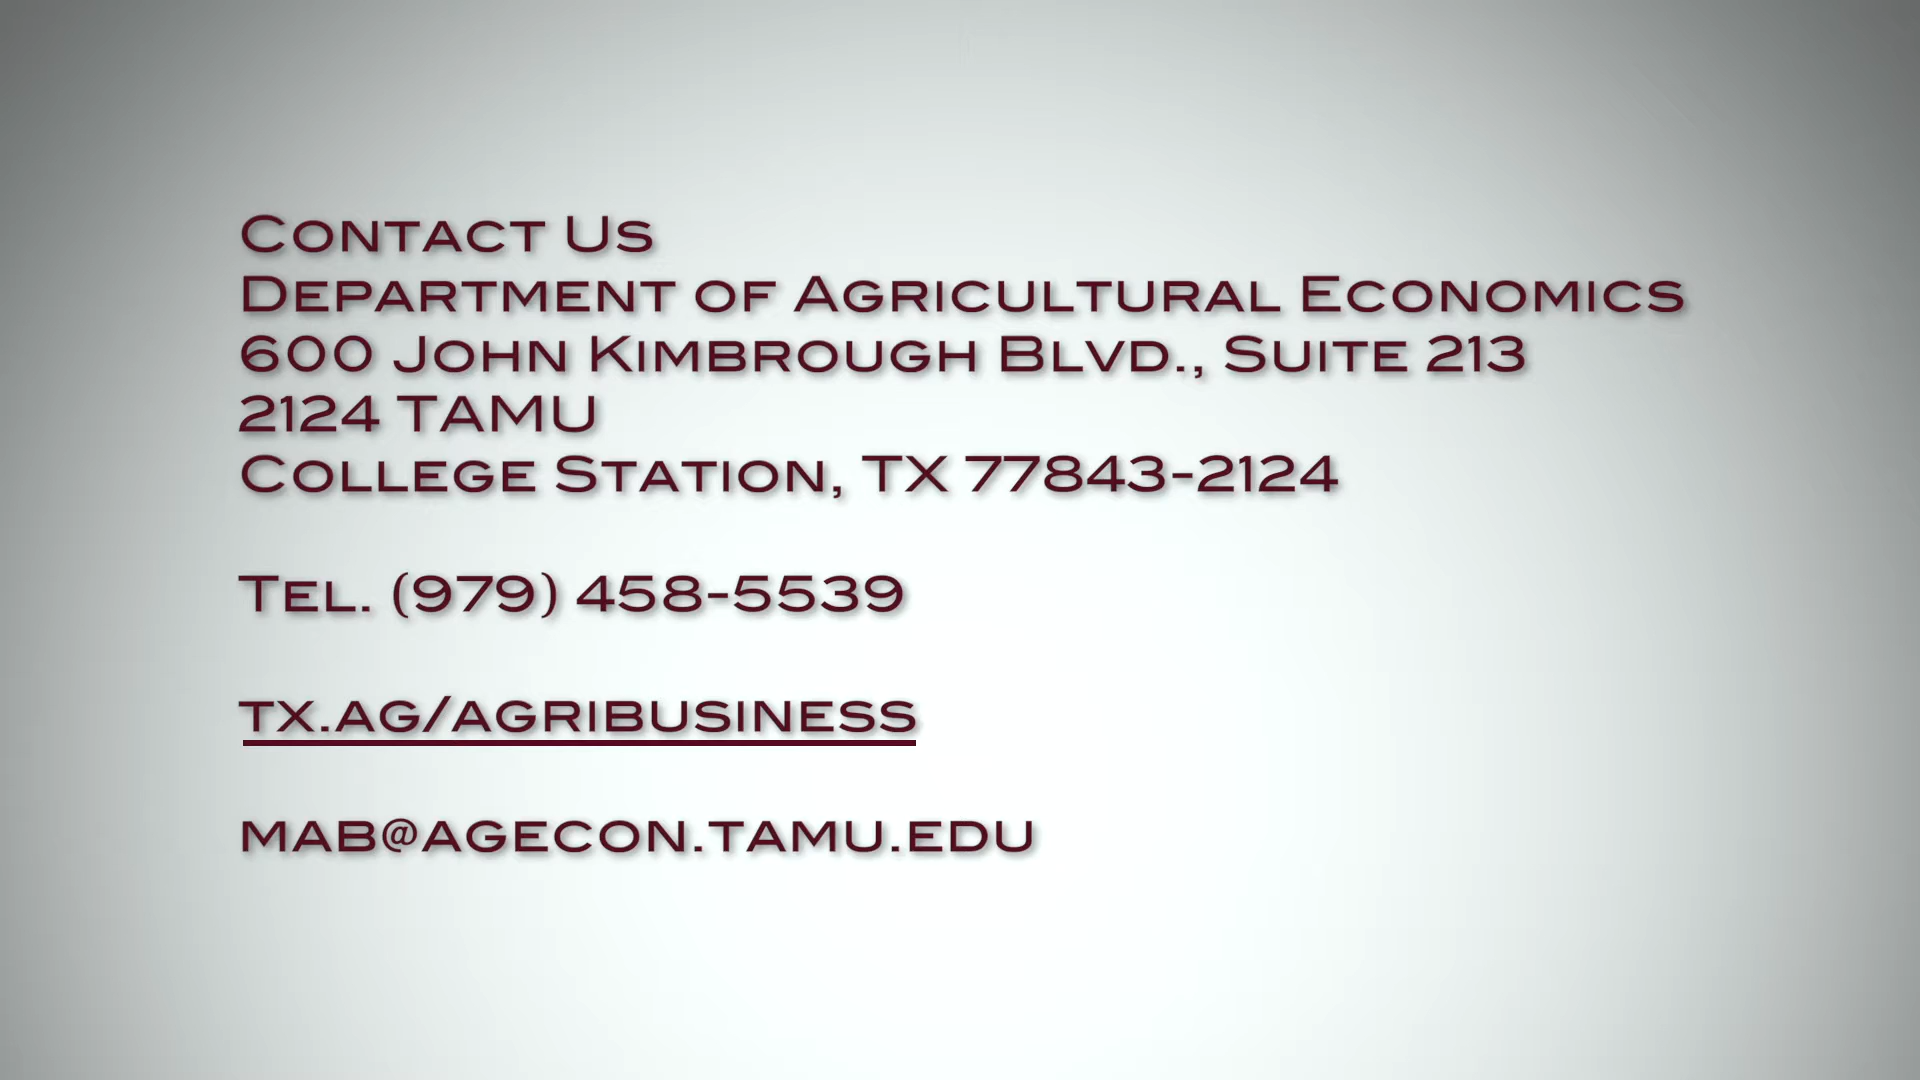 Contact Us
Department of Agricultural Economics
600 John Kimbrough Blvd., Suite 213
2124 TAMU
College Station, TX 77843-2124
Tel. (979) 458-5539
tx.ag/agribusiness
mab@agecon.tamu.edu